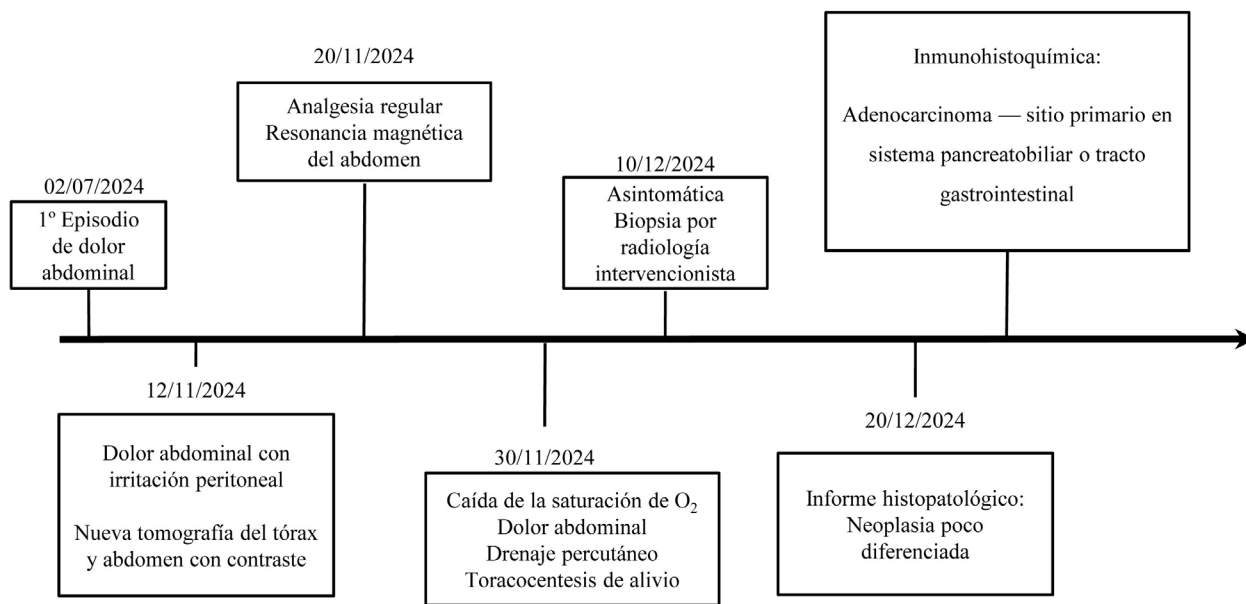 02/07/2024
1º Episodio
de dolor
abdominal
12/11/2024
Dolor abdominal con
irritación peritoneal
Nueva tomografía del tórax
y abdomen con contraste
20/11/2024
Analgesia regular
Resonancia magnética
del abdomen
30/11/2024
Caída de la saturación de O₂
Dolor abdominal
Drenaje percutáneo
Toracocentesis de alivio
10/12/2024
Asintomática
Biopsia por
radiología
intervencionista
20/12/2024
Informe histopatológico:
Neoplasia poco
diferenciada
Inmunohistoquímica:
Adenocarcinoma — sitio primario en
sistema pancreatobiliar o tracto
gastrointestinal